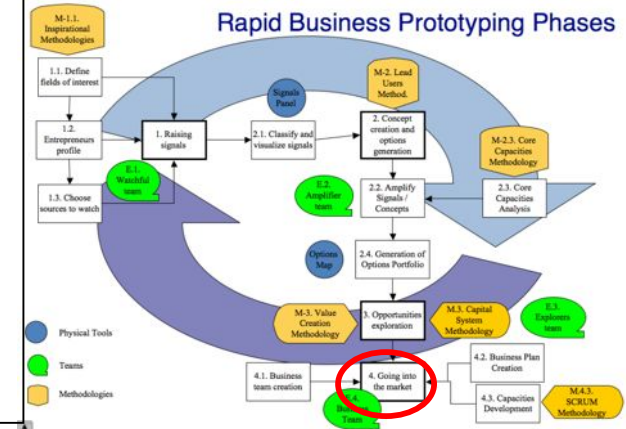 Rapid Business Prototyping Phases
M-1.1.
Inspirational
Methodologies
1.1. Define
fields of interest
1.2.
Entrepreneurs
profile
1.3. Choose
sources to watch
1. Raising
signals
E.1.
Watchful
team
Signals
Panel
2.1. Classify and
visualize signals
M-2. Lead
Users
Method.
2. Concept
creation and
options
generation
M-2.3. Core
Capacities
Methodology
2.3. Core
Capacities
Analysis
E.2.
Amplifier
team
2.2. Amplify
Signals /
Concepts
Options
Map
2.4. Generation of
Options Portfolio
M-3. Value
Creation
Methodology
3. Opportunities
exploration
M.3. Capital
System
Methodology
E.3.
Explorers
team
Physical Tools
Teams
Methodologies
4.1. Business
team creation
4. Going into
the market
E.4.
Business
Team
4.2. Business Plan
Creation
4.3. Capacities
Development
M.4.3.
SCRUM
Methodology